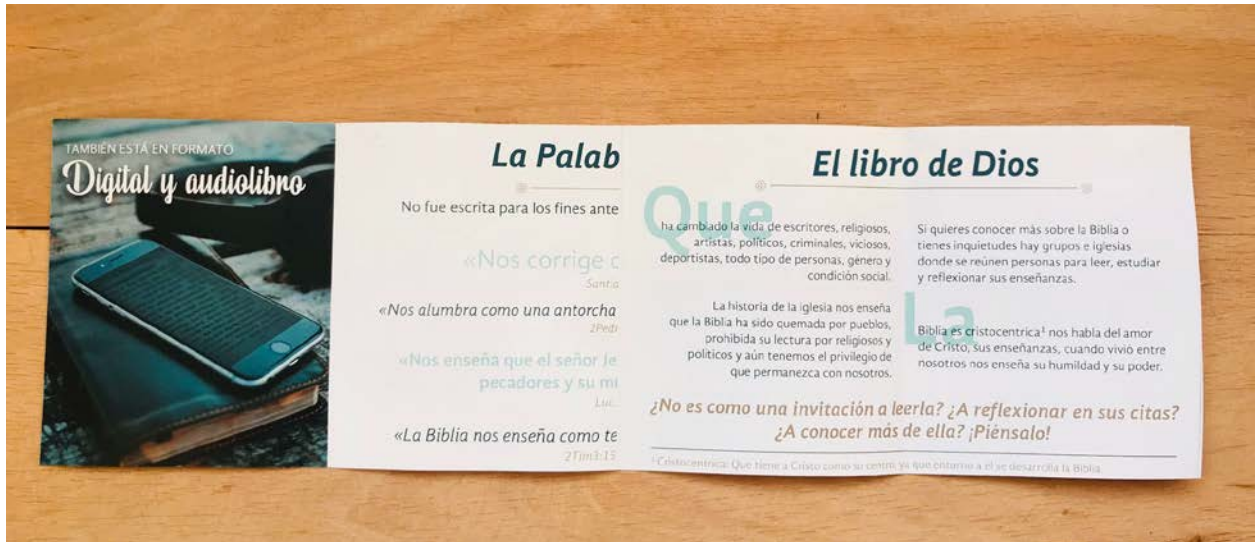 TAMBIÉN ESTÁ EN FORMATO
Digital y audiolibro
La Palab
No fue escrita para los fines ante
«Nos corrige c
Santia
«Nos alumbra como una antorcha
2Pedr
«Nos enseña que el señor Je
pecadores y su mi
Luc
«La Biblia nos enseña como te
2Tim3:15
El libro de Dios
Que
ha cambiado la vida de escritores, religiosos,
artistas, políticos, criminales, viciosos,
deportistas, todo tipo de personas, género y
condición social.
La historia de la iglesia nos enseña
que la Biblia ha sido quemada por pueblos,
prohibida su lectura por religiosos y
políticos y aún tenemos el privilegio de
que permanezca con nosotros.
Si quieres conocer más sobre la Biblia o
tienes inquietudes hay grupos e iglesias
donde se reúnen personas para leer, estudiar
y reflexionar sus enseñanzas.
La
Biblia es cristocentrica¹ nos habla del amor
de Cristo, sus enseñanzas, cuando vivió entre
nosotros nos enseña su humildad y su poder.
¿No es como una invitación a leerla? ¿A reflexionar en sus citas?
¿A conocer más de ella? ¡Piénsalo!
¹ Cristocentrica: Que tiene a Cristo como su centro, ya que entorno a el se desarrolla la Biblia.